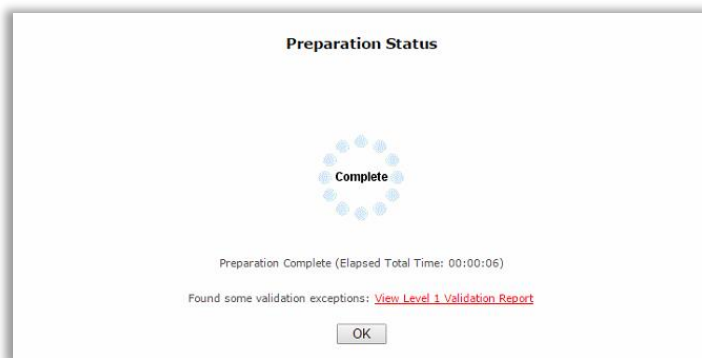 Preparation Status
Complete
Preparation Complete (Elapsed Total Time: 00:00:06)
Found some validation exceptions: View Level 1 Validation Report
OK